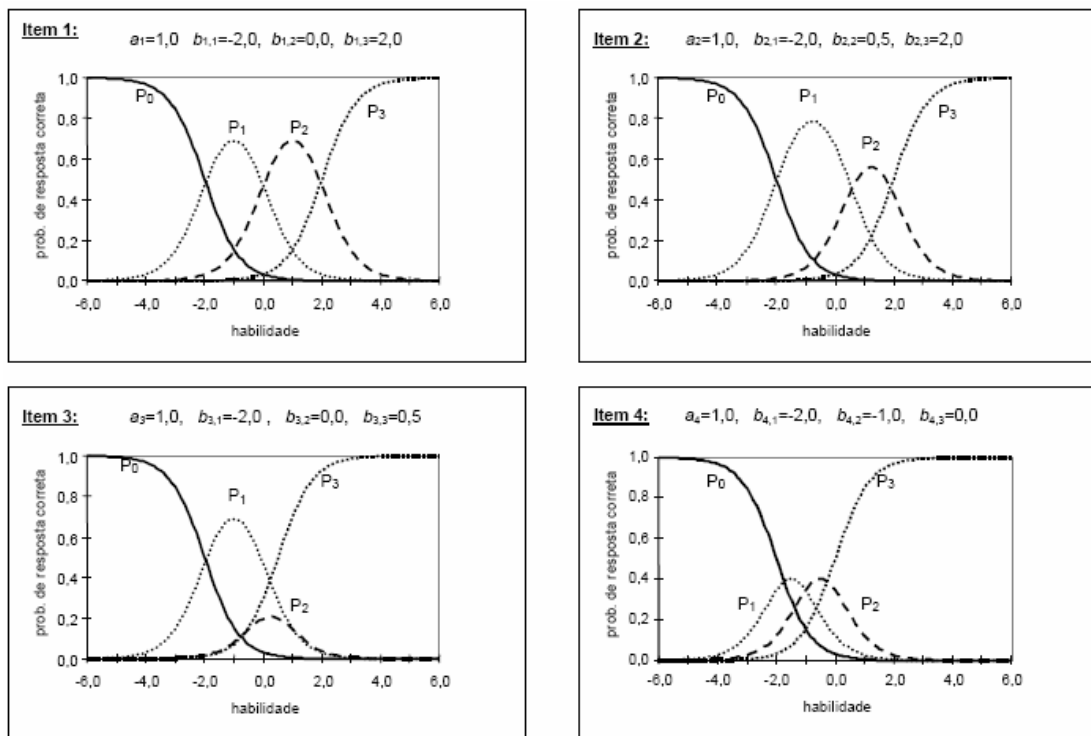 Item 1: a1=1,0 b1,1=-2,0, b1,2=0,0, b1,3=2,0
prob. de resposta correta
1,0
0,8
0,6
0,4
0,2
0,0
P0
P1
P2
P3
-6,0 -4,0 -2,0 0,0 2,0 4,0 6,0
habilidade
Item 2: a2=1,0, b2,1=-2,0, b2,2=0,5, b2,3=2,0
prob. de resposta correta
1,0
0,8
0,6
0,4
0,2
0,0
P0
P1
P2
P3
-6,0 -4,0 -2,0 0,0 2,0 4,0 6,0
habilidade
Item 3: a3=1,0, b3,1=-2,0 , b3,2=0,0, b3,3=0,5
prob. de resposta correta
1,0
0,8
0,6
0,4
0,2
0,0
P0
P1
P2
P3
-6,0 -4,0 -2,0 0,0 2,0 4,0 6,0
habilidade
Item 4: a4=1,0, b4,1=-2,0, b4,2=-1,0, b4,3=0,0
prob. de resposta correta
1,0
0,8
0,6
0,4
0,2
0,0
P0
P1
P2
P3
-6,0 -4,0 -2,0 0,0 2,0 4,0 6,0
habilidade